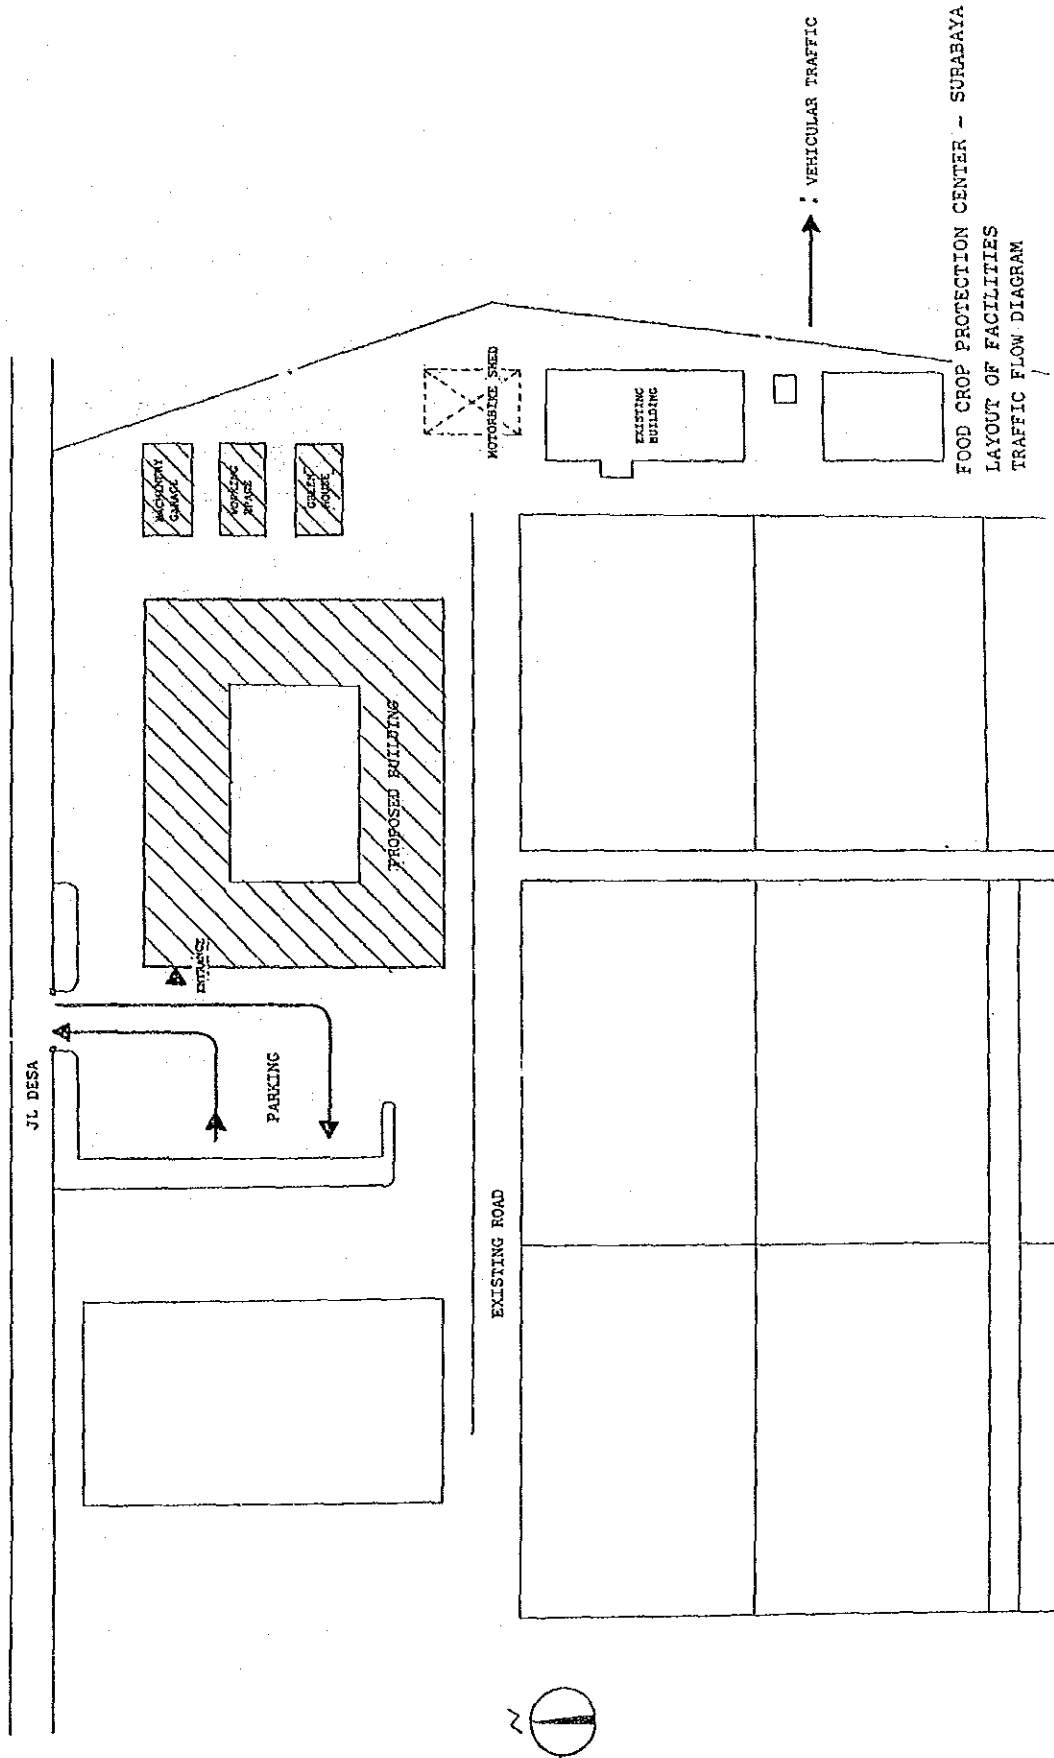 JL DESA
MACHINERY
GARAGE
WORKING
SPACE
GREEN
HOUSE
MOTORBIKE SHED
EXISTING
BUILDING
PROPOSED BUILDING
ENTRANCE
PARKING
EXISTING ROAD
N
: VEHICULAR TRAFFIC
FOOD CROP PROTECTION CENTER - SURABAYA
LAYOUT OF FACILITIES
TRAFFIC FLOW DIAGRAM